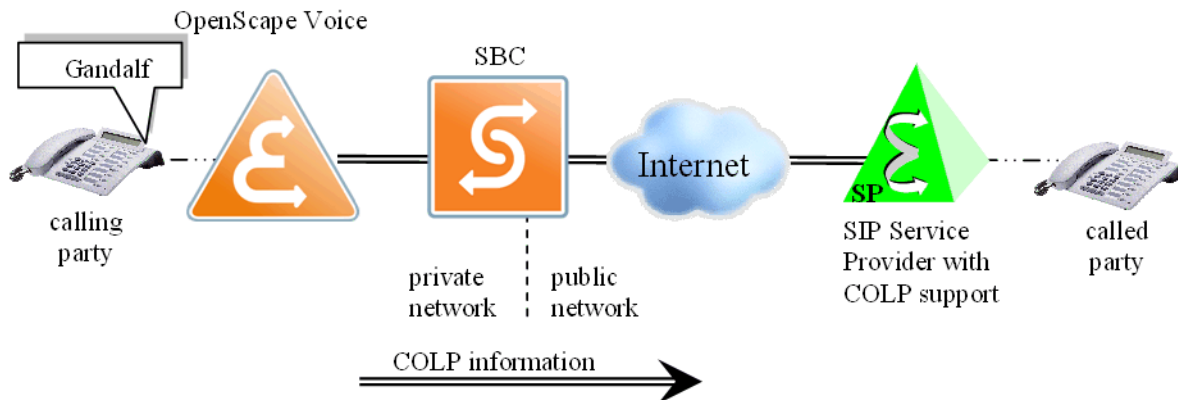 OpenScape Voice
Gandalf
SBC
Internet
SP
calling
party
SIP Service
Provider with
COLP support
called
party
private
network
public
network
COLP information